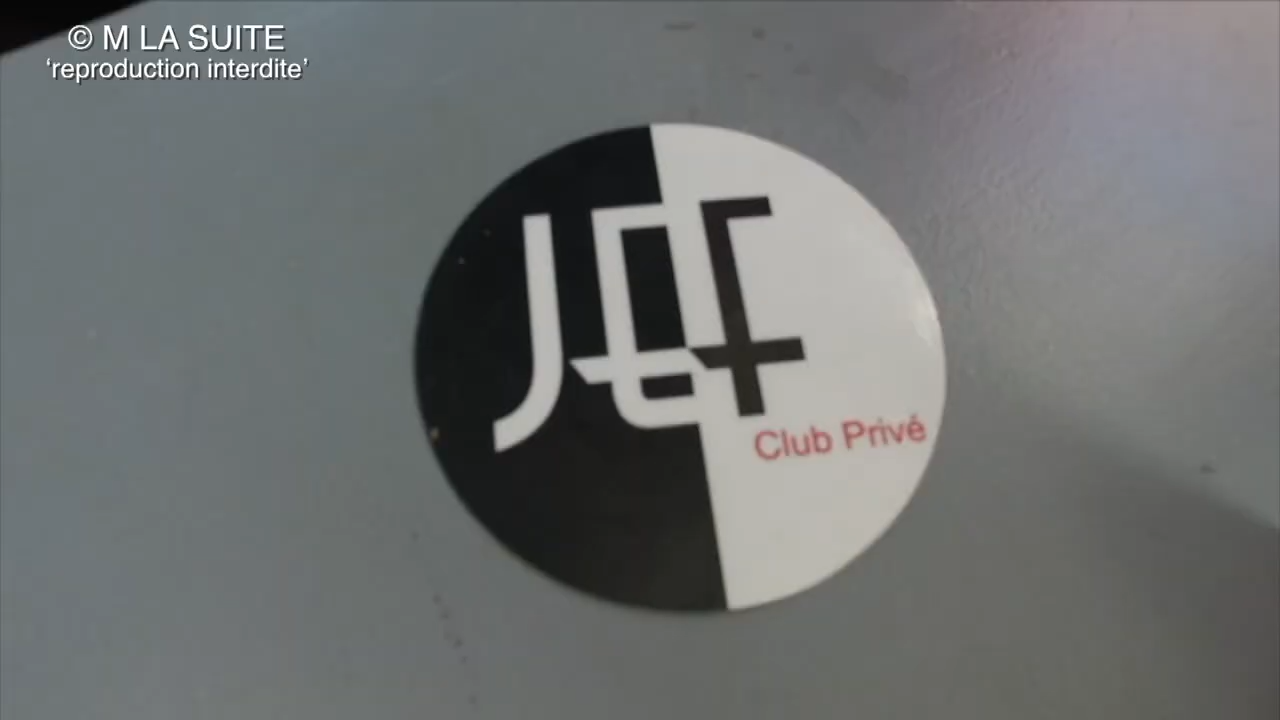 © M LA SUITE
‘reproduction interdite’
Club Privé